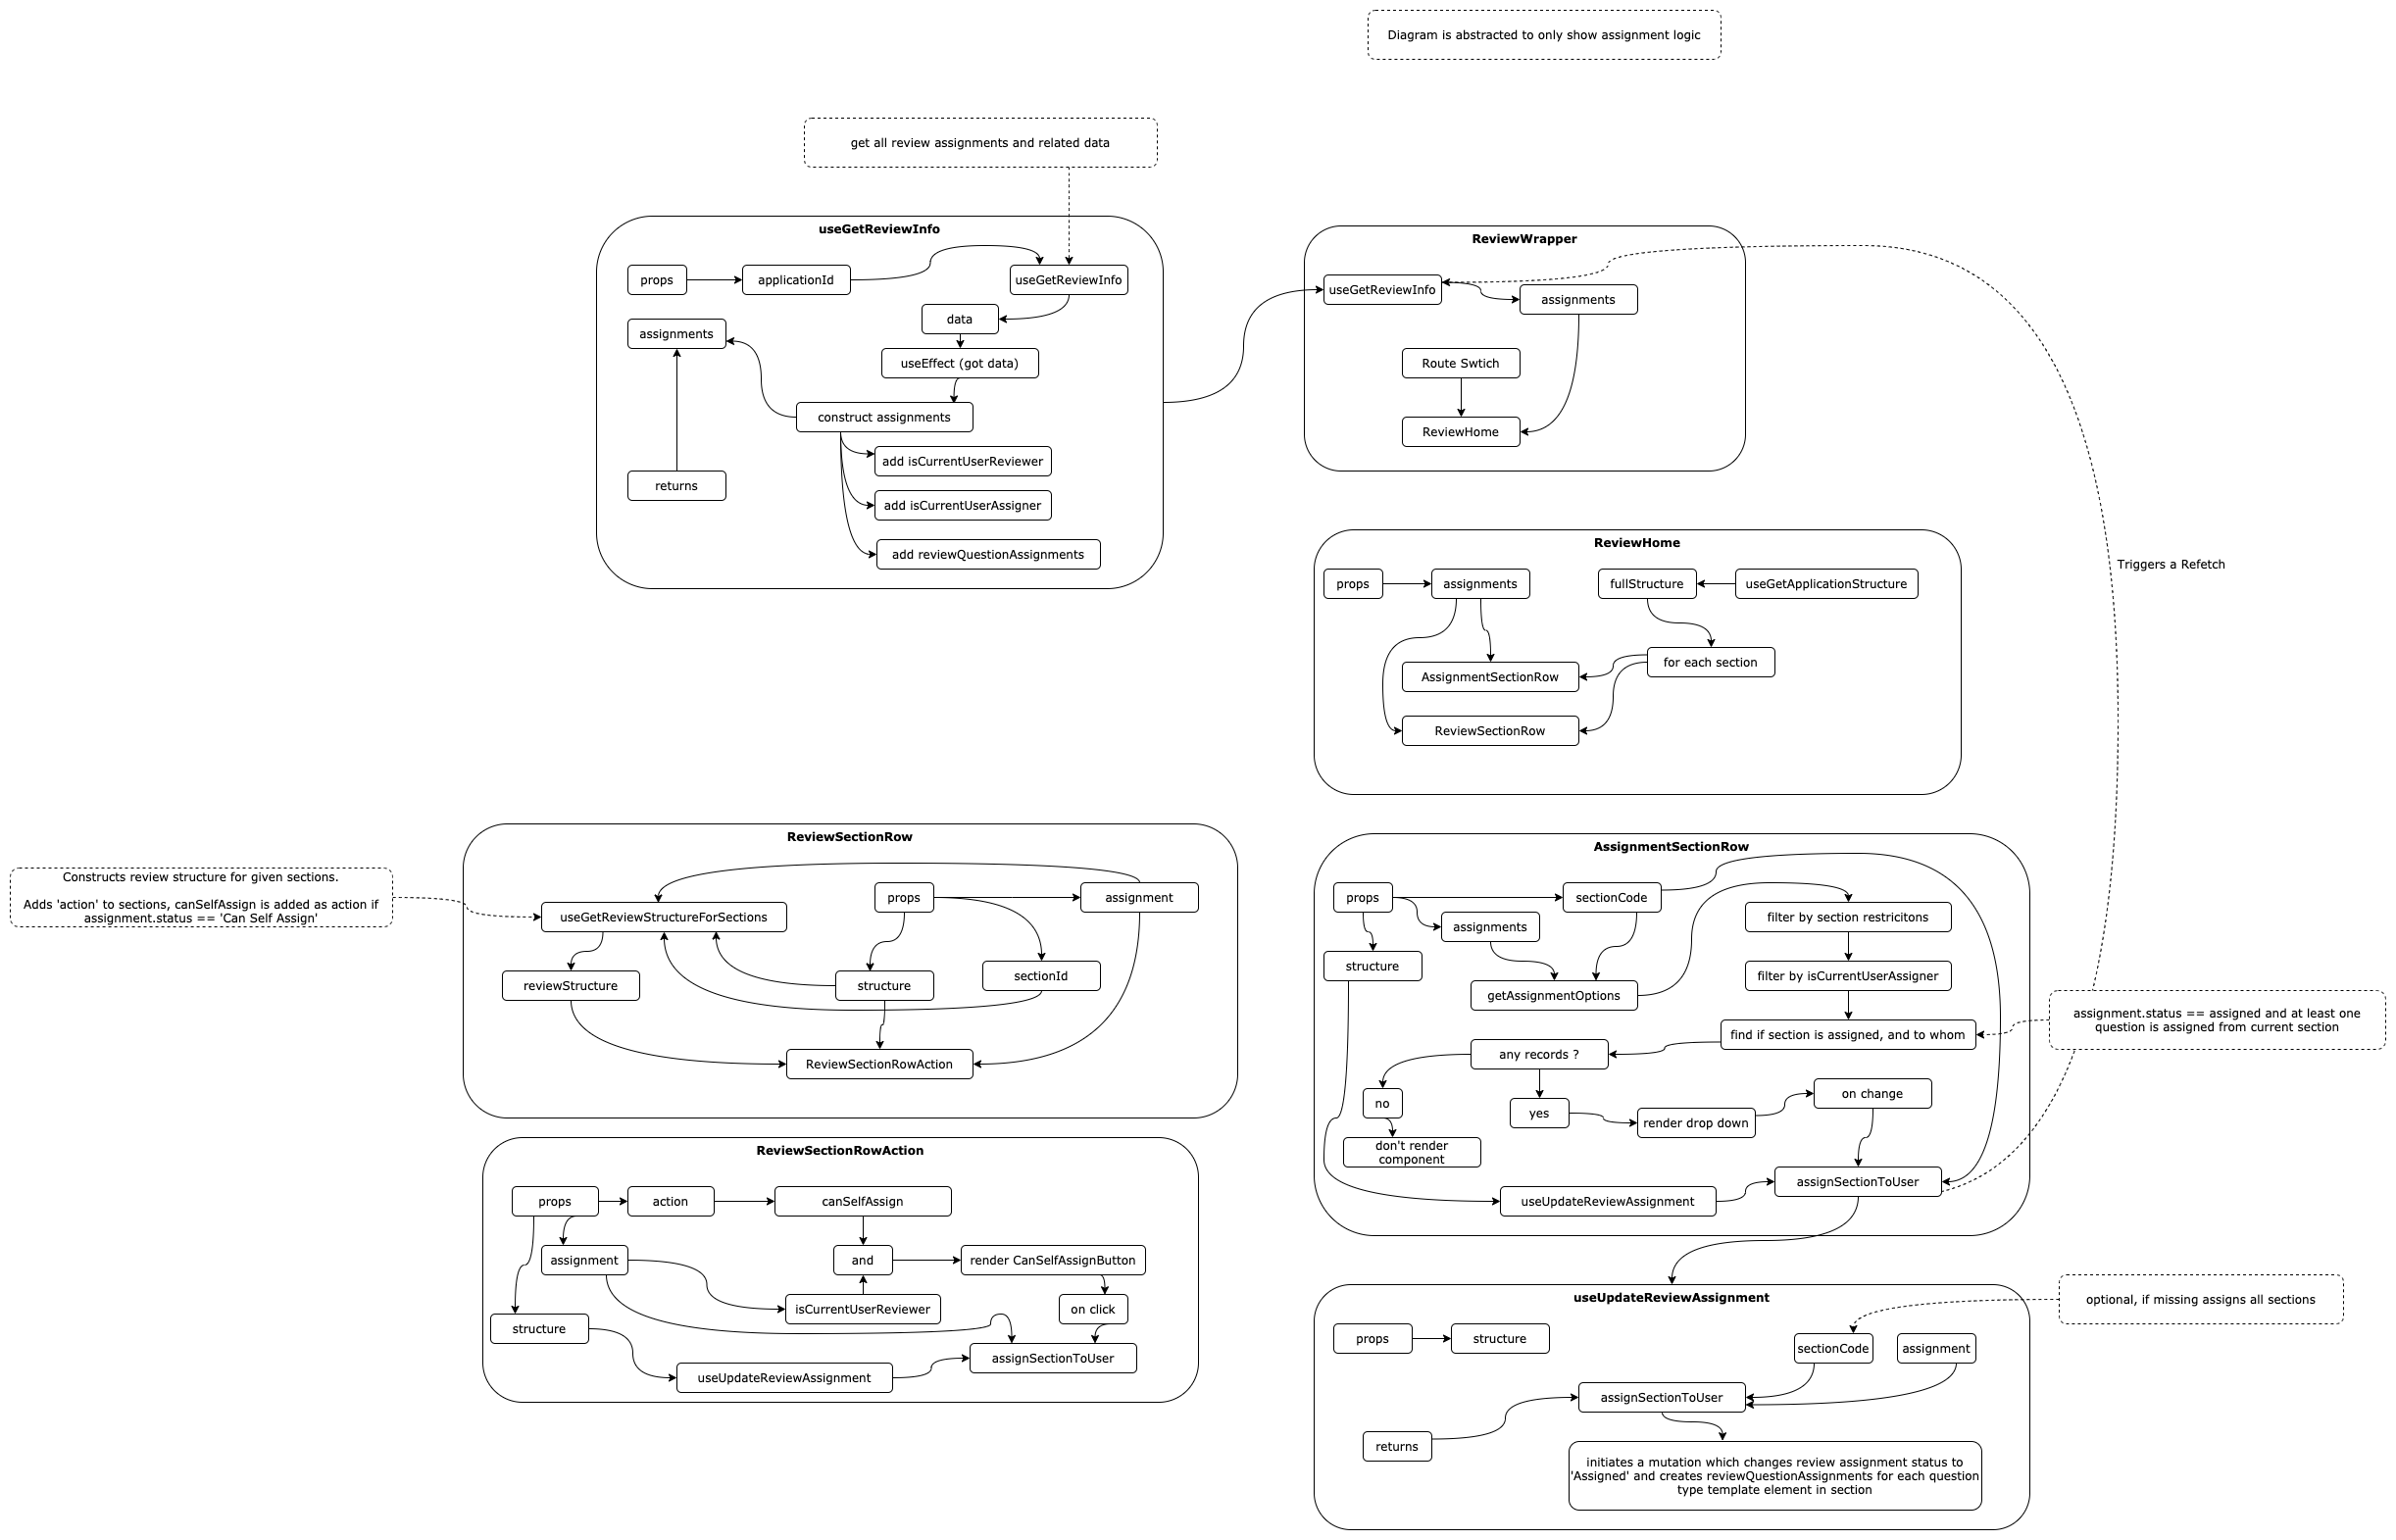 Diagram is abstracted to only show assignment logic
get all review assignments and related data
useGetReviewInfo
props
applicationId
useGetReviewInfo
data
assignments
useEffect (got data)
construct assignments
add isCurrentUserReviewer
returns
add isCurrentUserAssigner
add reviewQuestionAssignments
ReviewWrapper
useGetReviewInfo
assignments
Route Swtich
ReviewHome
Triggers a Refetch
ReviewHome
props
assignments
fullStructure
useGetApplicationStructure
for each section
AssignmentSectionRow
ReviewSectionRow
Constructs review structure for given sections.
Adds 'action' to sections, canSelfAssign is added as action if
assignment.status == 'Can Self Assign'
ReviewSectionRow
props
assignment
useGetReviewStructureForSections
sectionId
reviewStructure
structure
ReviewSectionRowAction
AssignmentSectionRow
props
sectionCode
filter by section restricitons
assignments
structure
filter by isCurrentUserAssigner
getAssignmentOptions
find if section is assigned, and to whom
any records ?
on change
no
yes
render drop down
don't render
component
assignSectionToUser
useUpdateReviewAssignment
assignment.status == assigned and at least one
question is assigned from current section
ReviewSectionRowAction
props
action
canSelfAssign
assignment
and
render CanSelfAssignButton
isCurrentUserReviewer
on click
structure
assignSectionToUser
useUpdateReviewAssignment
useUpdateReviewAssignment
optional, if missing assigns all sections
props
structure
sectionCode
assignment
assignSectionToUser
returns
initiates a mutation which changes review assignment status to
'Assigned' and creates reviewQuestionAssignments for each question
type template element in section